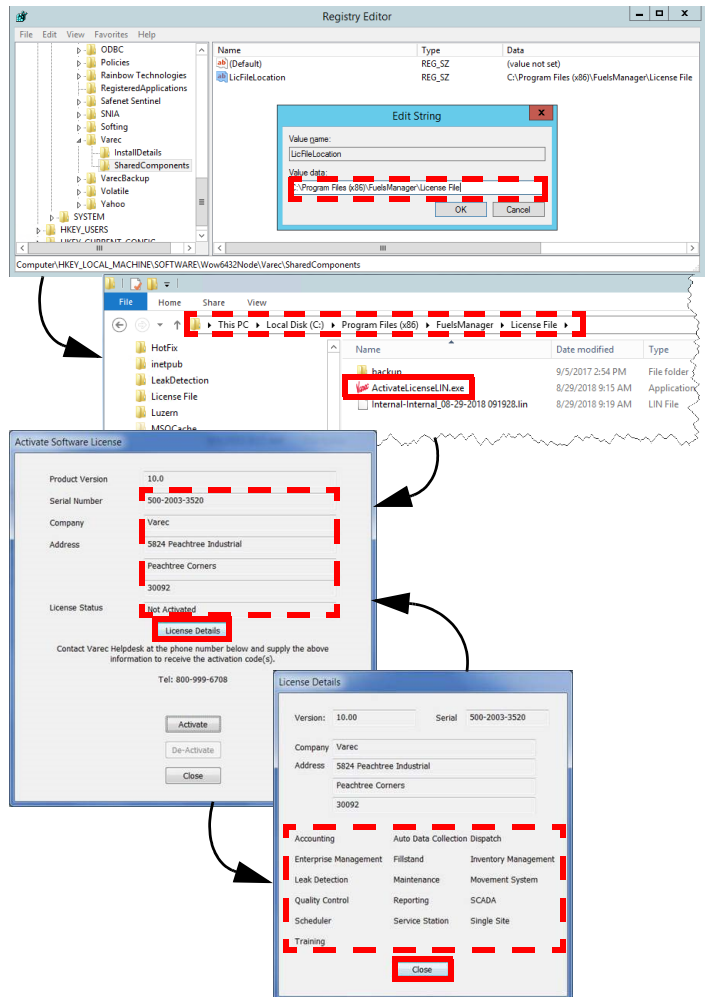 Registry Editor
File Edit View Favorites Help
ODBC
Policies
Rainbow Technologies
RegisteredApplications
Safenet Sentinel
SNIA
Softing
Varec
InstallDetails
SharedComponents
VarecBackup
Volatile
Yahoo
SYSTEM
HKEY_USERS
HKEY_CURRENT_CONFIG
Name Type Data
ab (Default) REG_SZ (value not set)
ab LicFileLocation REG_SZ C:\Program Files (x86)\FuelsManager\License File
Edit String
x
Value name:
LicFileLocation
Value data:
C:\Program Files (x86)\FuelsManager\License File
OK Cancel
Computer\HKEY_LOCAL_MACHINE\SOFTWARE\Wow6432Node\Varec\SharedComponents
File Home Share View
This PC Local Disk (C:) Program Files (x86) FuelsManager License File
HotFix
inetpub
LeakDetection
License File
Luzern
MSOCache
Name Date modified Type
backup 9/5/2017 2:54 PM File folder
ActivateLicenseLIN.exe 8/29/2018 9:15 AM Application
Internal-Internal_08-29-2018 091928.lin 8/29/2018 9:19 AM LIN File
Activate Software License
Product Version 10.0
Serial Number 500-2003-3520
Company Varec
Address 5824 Peachtree Industrial
Peachtree Corners
30092
License Status Not Activated
License Details
Contact Varec Helpdesk at the phone number below and supply the above
information to receive the activation code(s).
Tel: 800-999-6708
Activate
De-Activate
Close
License Details
Version: 10.00 Serial 500-2003-3520
Company Varec
Address 5824 Peachtree Industrial
Peachtree Corners
30092
Accounting Auto Data Collection Dispatch
Enterprise Management Fillstand Inventory Management
Leak Detection Maintenance Movement System
Quality Control Reporting SCADA
Scheduler Service Station Single Site
Training
Close